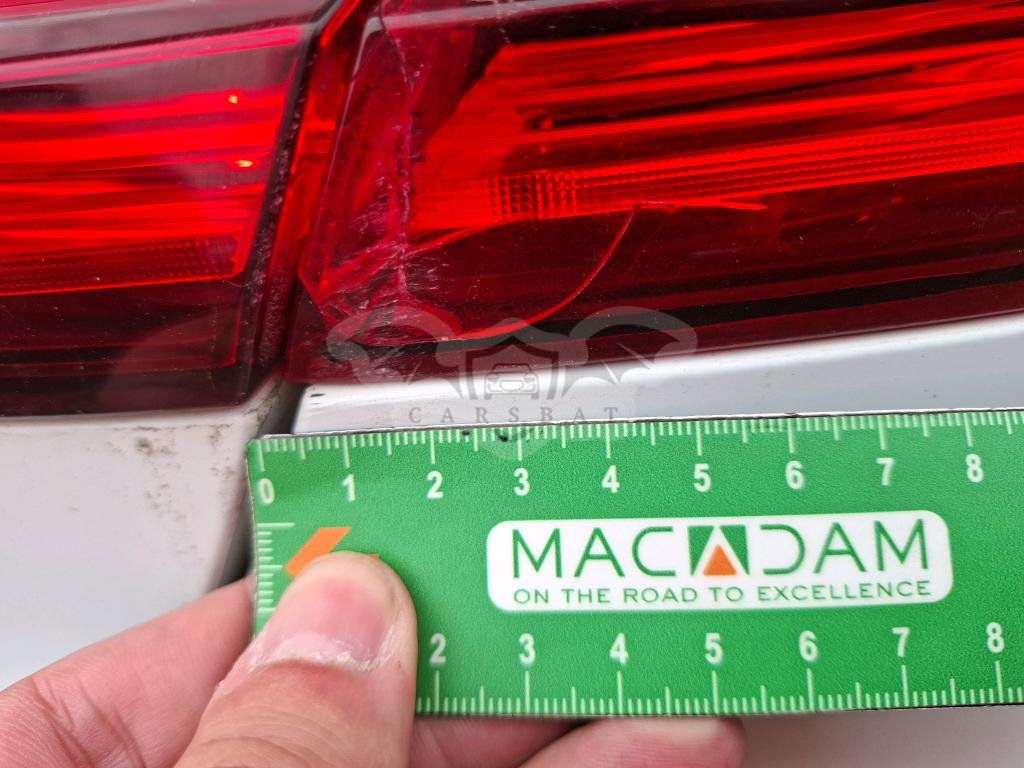 CARSBAT
0 1 2 3 4 5 6 7 8
MACADAM
ON THE ROAD TO EXCELLENCE
2 3 4 5 6 7 8